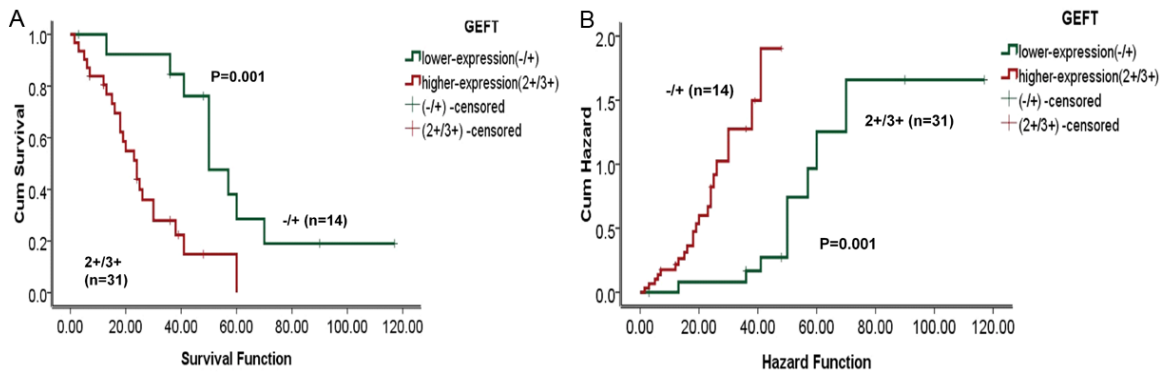 A
GEFT
lower-expression(-/+)
higher-expression(2+/3+)
(-/+) -censored
(2+/3+) -censored
P=0.001
-/+ (n=14)
2+/3+
(n=31)
Cum Survival
1.0
0.8
0.6
0.4
0.2
0.0
0.00 20.00 40.00 60.00 80.00 100.00 120.00
Survival Function
B
GEFT
lower-expression(-/+)
higher-expression(2+/3+)
(-/+) -censored
(2+/3+) -censored
-/+ (n=14)
2+/3+ (n=31)
P=0.001
Cum Hazard
2.0
1.5
1.0
0.5
0.0
0.00 20.00 40.00 60.00 80.00 100.00 120.00
Hazard Function